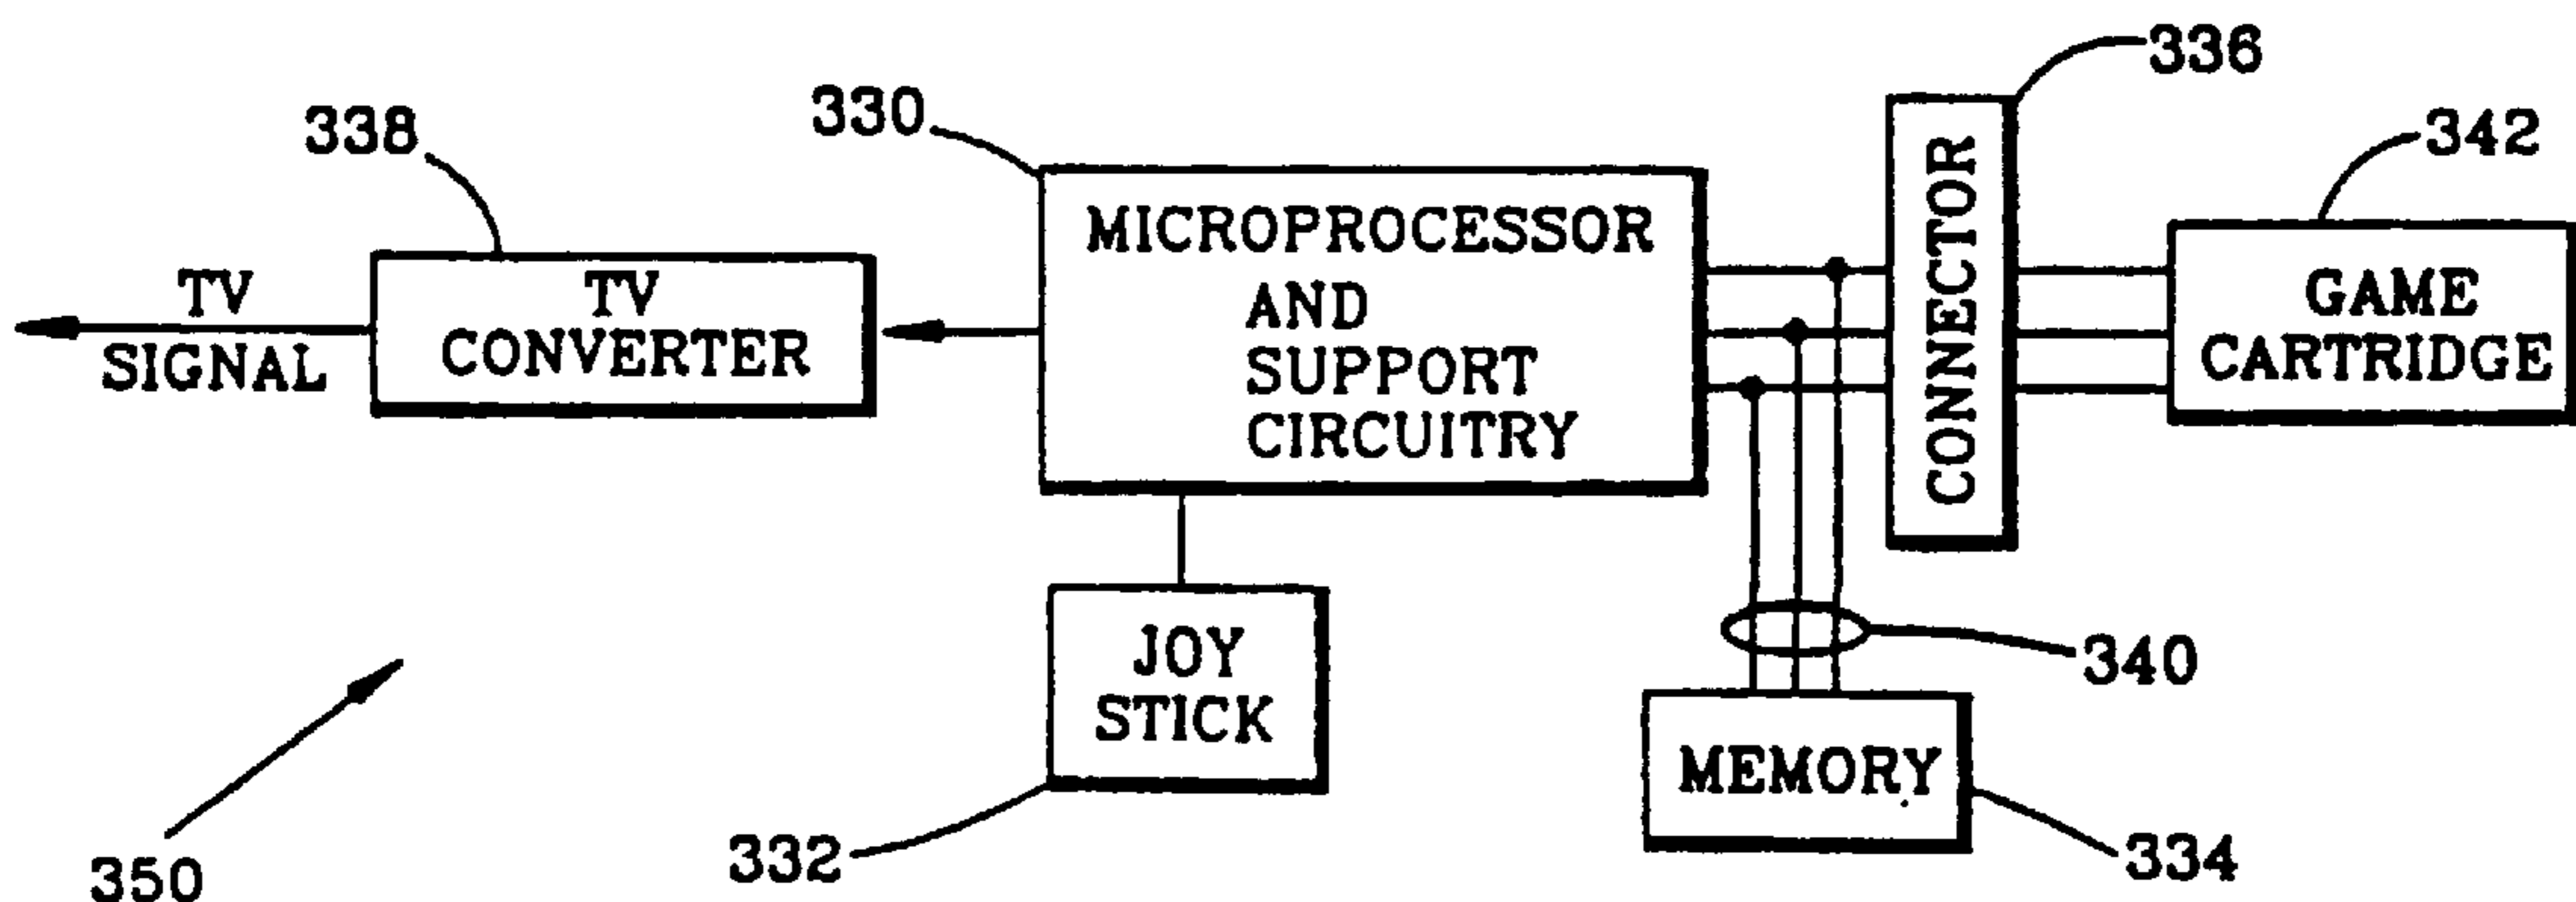 336
330
338
342
MICROPROCESSOR
AND
SUPPORT
CIRCUITRY
CONNECTOR
GAME
CARTRIDGE
TV
SIGNAL
TV
CONVERTER
JOY
STICK
340
MEMORY
332
334
350